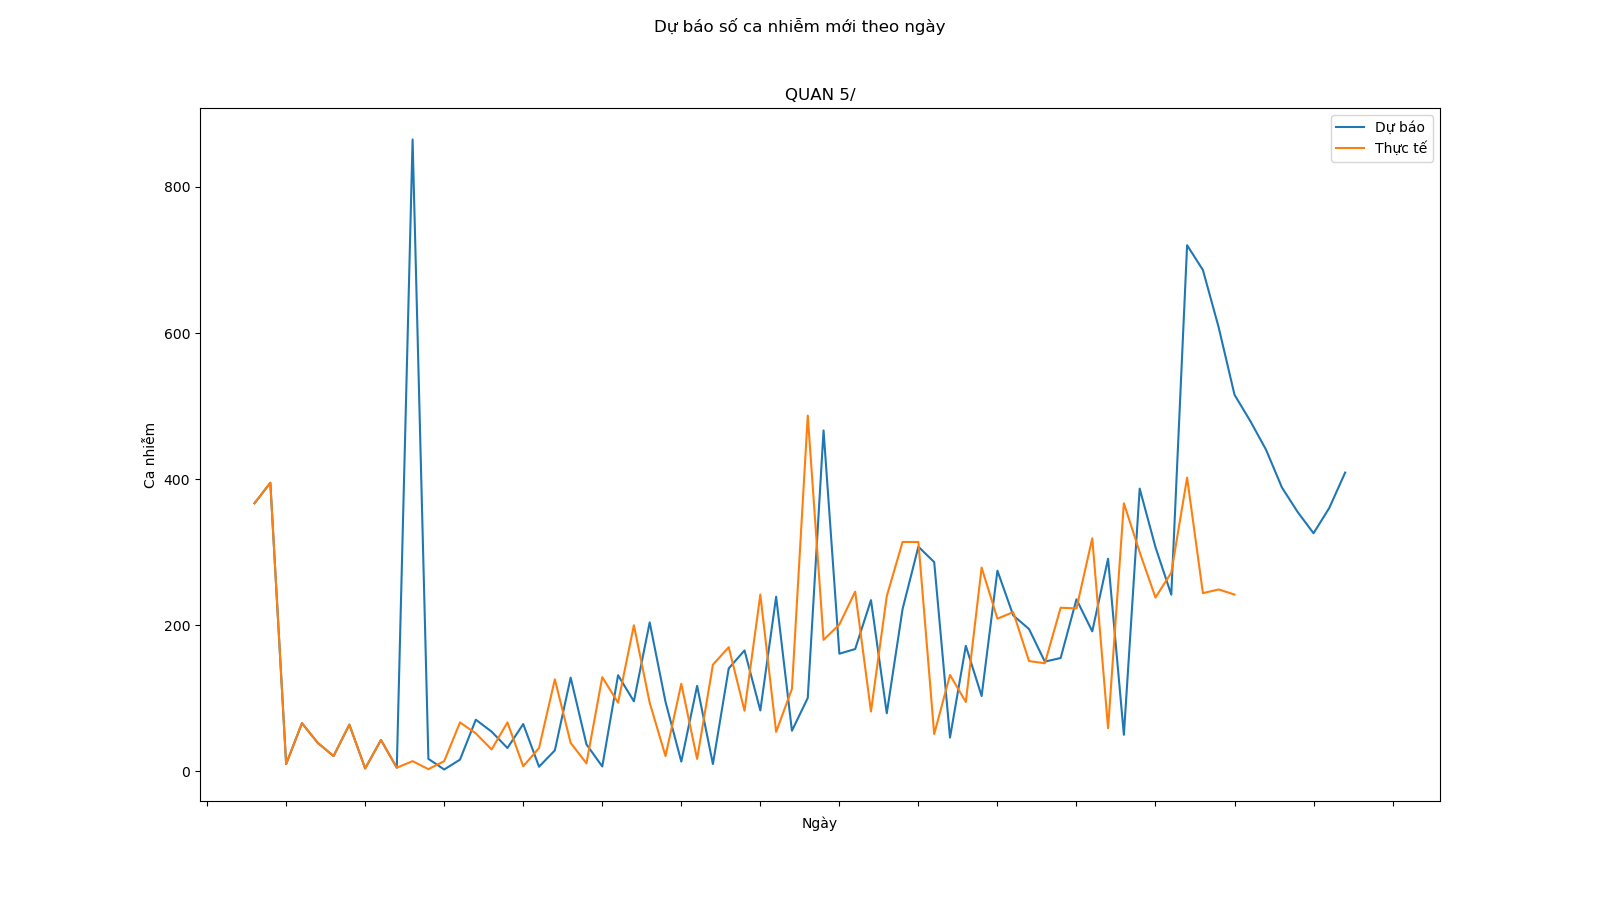 Dự báo số ca nhiễm mới theo ngày
QUAN 5/
Dự báo
Thực tế
800
600
400
200
0
Ca nhiễm
Ngày